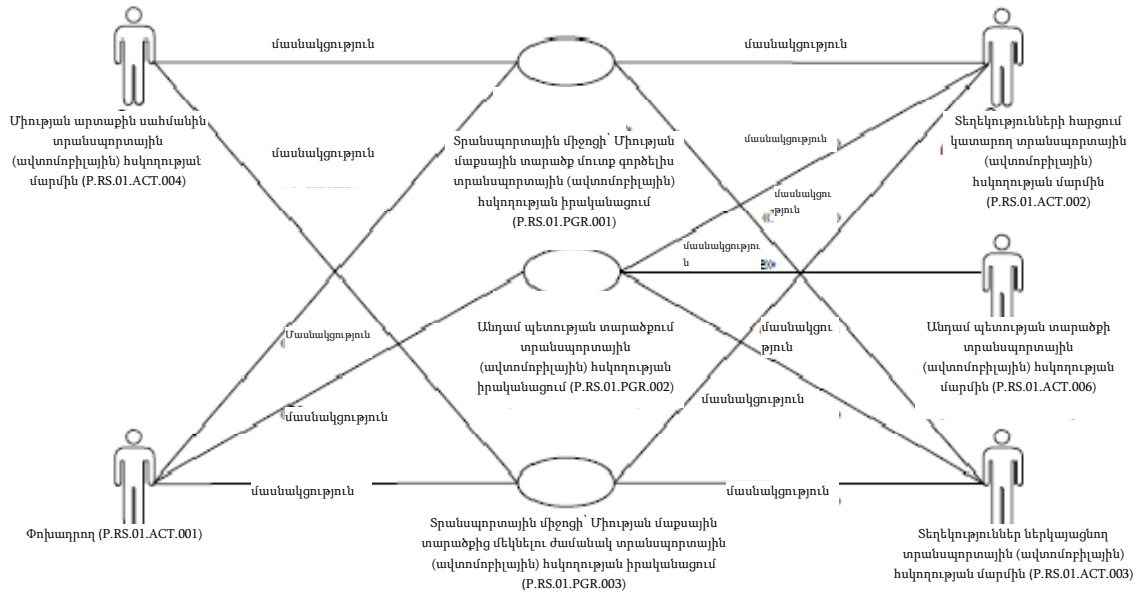 մասնակցություն
մասնակցություն
Միության արտաքին սահմանին
տրանսպորտային
(ավտոմոբիլային) հսկողության
մարմին (P.RS.01.ACT.004)
մասնակցություն
Տրանսպորտային միջոցի՝ Միության
մաքսային տարածք մուտք գործելիս
տրանսպորտային (ավտոմոբիլային)
հսկողության իրականացում
(P.RS.01.PGR.001)
մասնակցություն
Տեղեկությունների հարցում
կատարող տրանսպորտային
(ավտոմոբիլային)
հսկողության մարմին
(P.RS.01.ACT.002)
մասնակցու
թյուն
մասնակցությու
ն
Մասնակցություն
Անդամ պետության տարածքում
տրանսպորտային
(ավտոմոբիլային) հսկողության
իրականացում (P.RS.01.PGR.002)
մասնակցու
թյուն
Անդամ պետության տարածքի
տրանսպորտային
(ավտոմոբիլային) հսկողության
մարմին (P.RS.01.ACT.006)
մասնակցություն
մասնակցություն
մասնակցություն
մասնակցություն
Փոխադրող (P.RS.01.ACT.001)
Տրանսպորտային միջոցի՝ Միության մաքսային
տարածքից մեկնելու ժամանակ տրանսպորտային
(ավտոմոբիլային) հսկողության իրականացում
(P.RS.01.PGR.003)
Տեղեկություններ ներկայացնող
տրանսպորտային (ավտոմոբիլային)
հսկողության մարմին (P.RS.01.ACT.003)